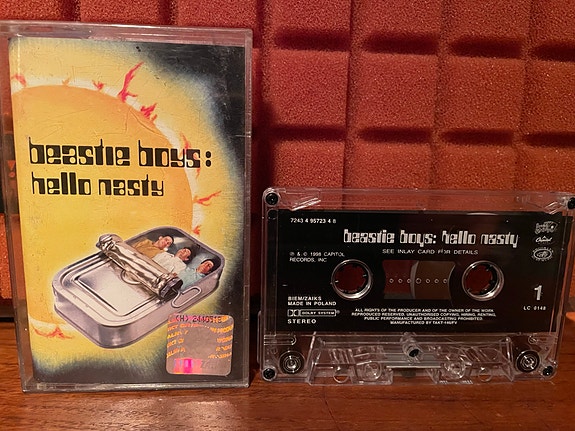 beastie boys:
hello nasty
7243 4 95723 4 8
beastie boys: hello nasty
SEE INLAY CARD FOR DETAILS
℗ & © 1998 CAPITOL
RECORDS, INC.
Capitol
BIEM/ZAIKS
MADE IN POLAND
DOLBY SYSTEM
STEREO
ALL RIGHTS OF THE PRODUCER AND OF THE OWNER OF THE WORK
REPRODUCED RESERVED. UNAUTHORISED COPYING, HIRING, RENTING,
PUBLIC PERFORMANCE AND BROADCASTING PROHIBITED.
MANUFACTURED BY TAKT-HUFY
1
LC 0148